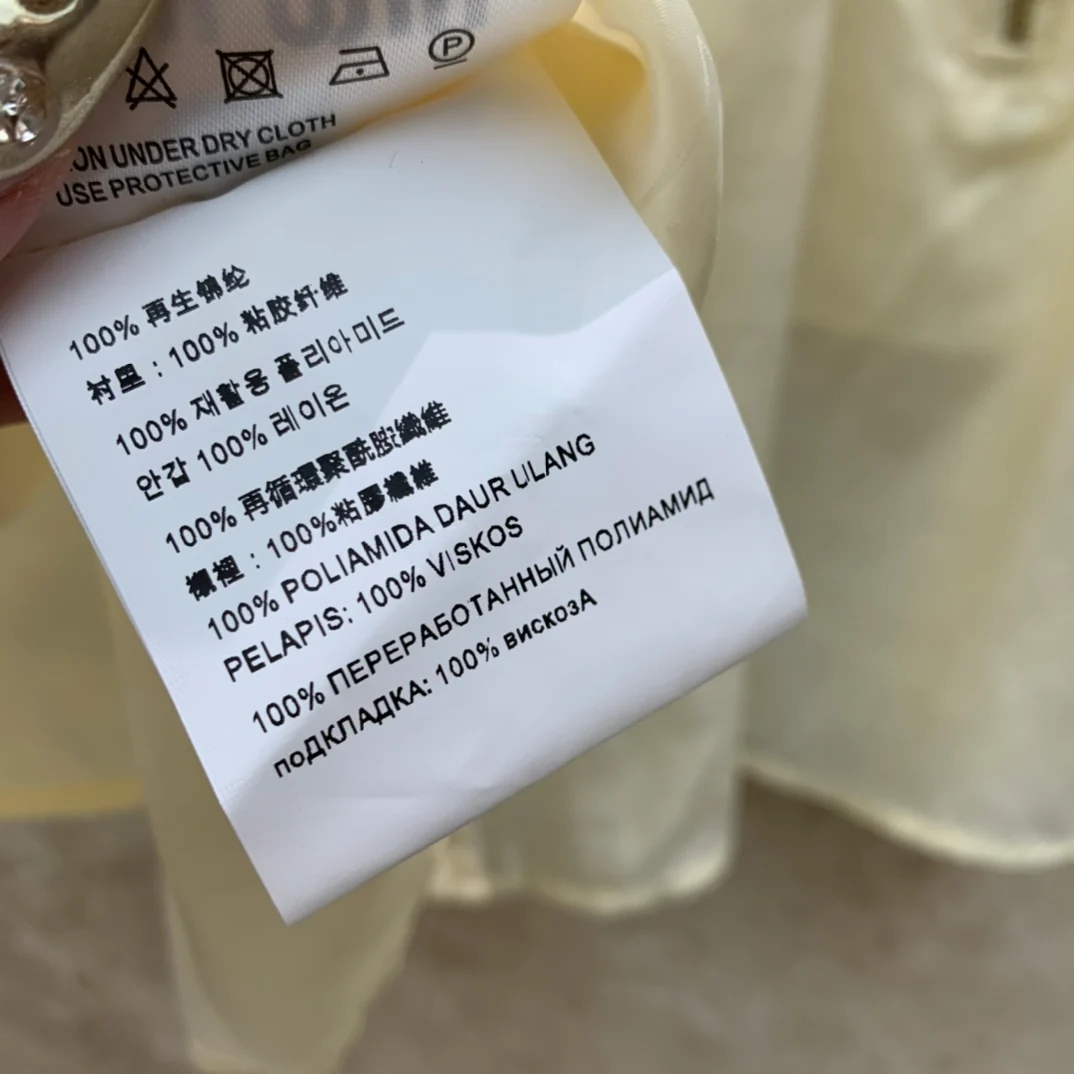 P
ON UNDER DRY CLOTH
USE PROTECTIVE BAG
100% 再生锦纶
衬里：100% 粘胶纤维
100% 재활용 폴리아미드
안감 100% 레이온
100% 再循環聚酰胺纖維
襯裡：100%粘膠纖維
100% POLIAMIDA DAUR ULANG
PELAPIS: 100% VISKOS
100% ПЕРЕРАБОТАННЫЙ ПОЛИАМИД
поДКЛАДКА: 100% вискозА